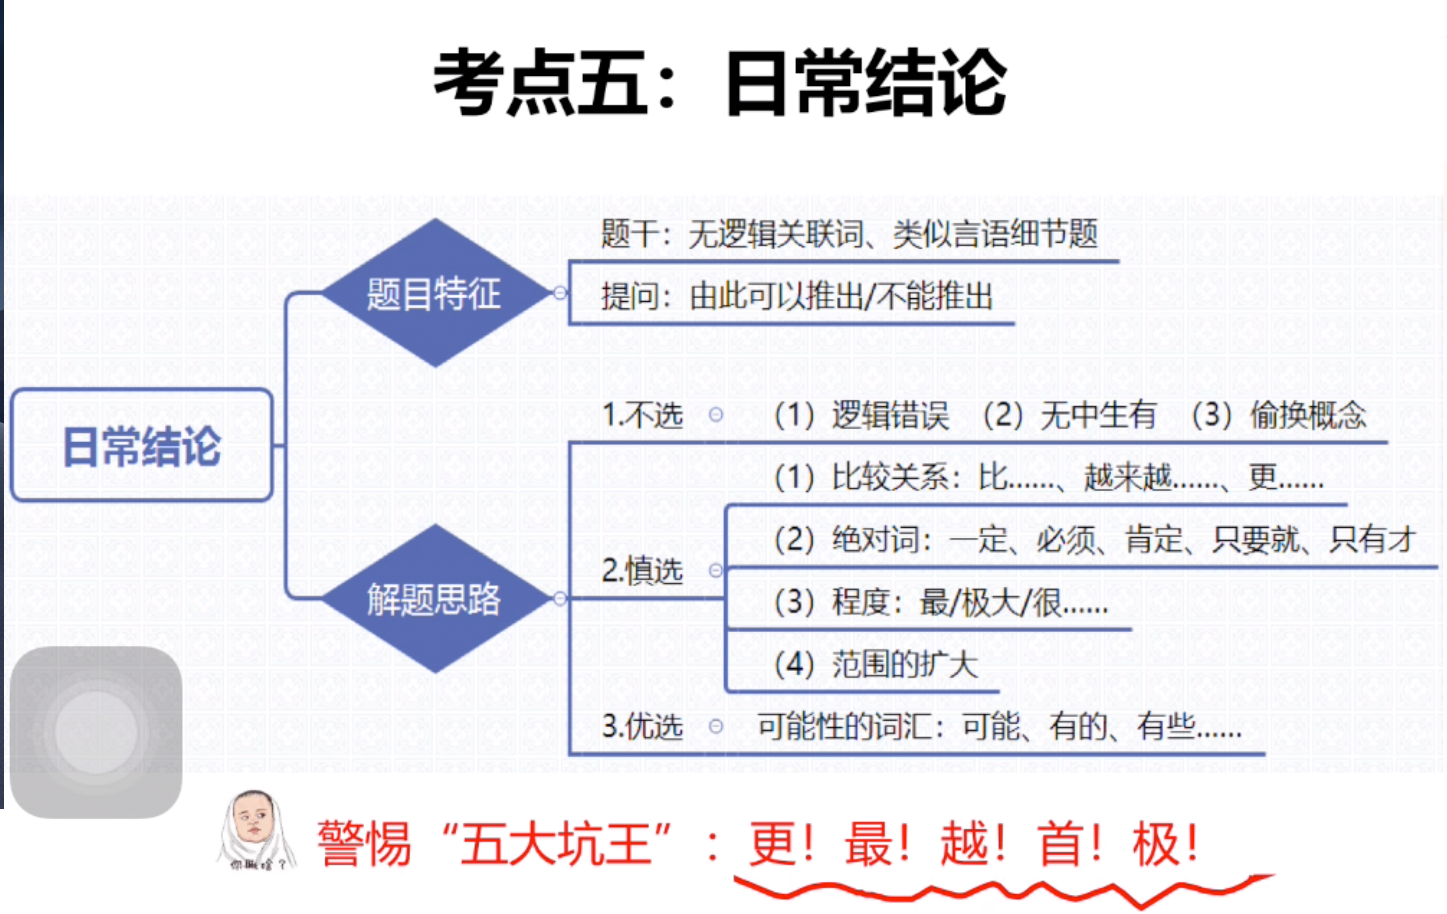 考点五：日常结论
题干：无逻辑关联词、类似言语细节题
题目特征
提问：由此可以推出/不能推出
日常结论
1.不选 （1）逻辑错误 （2）无中生有 （3）偷换概念
（1）比较关系：比……、越来越……、更……
（2）绝对词：一定、必须、肯定、只要就、只有才
2.慎选
解题思路
（3）程度：最/极大/很……
（4）范围的扩大
3.优选 可能性的词汇：可能、有的、有些……
警惕“五大坑王”：更！最！越！首！极！
你瞅啥？